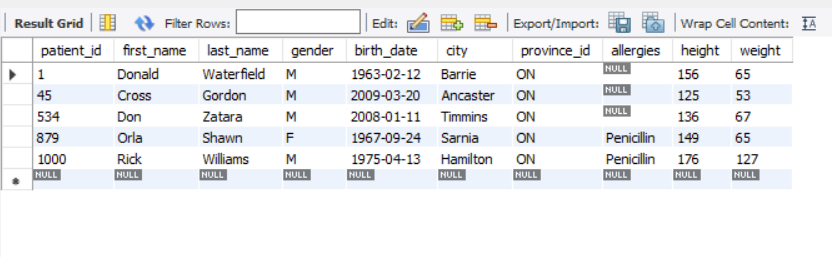 Result Grid Filter Rows: Edit: Export/Import: Wrap Cell Content: IA
patient_id first_name last_name gender birth_date city province_id allergies height weight
1 Donald Waterfield M 1963-02-12 Barrie ON NULL 156 65
45 Cross Gordon M 2009-03-20 Ancaster ON NULL 125 53
534 Don Zatara M 2008-01-11 Timmins ON NULL 136 67
879 Orla Shawn F 1967-09-24 Sarnia ON Penicillin 149 65
1000 Rick Williams M 1975-04-13 Hamilton ON Penicillin 176 127
NULL NULL NULL NULL NULL NULL NULL NULL NULL NULL